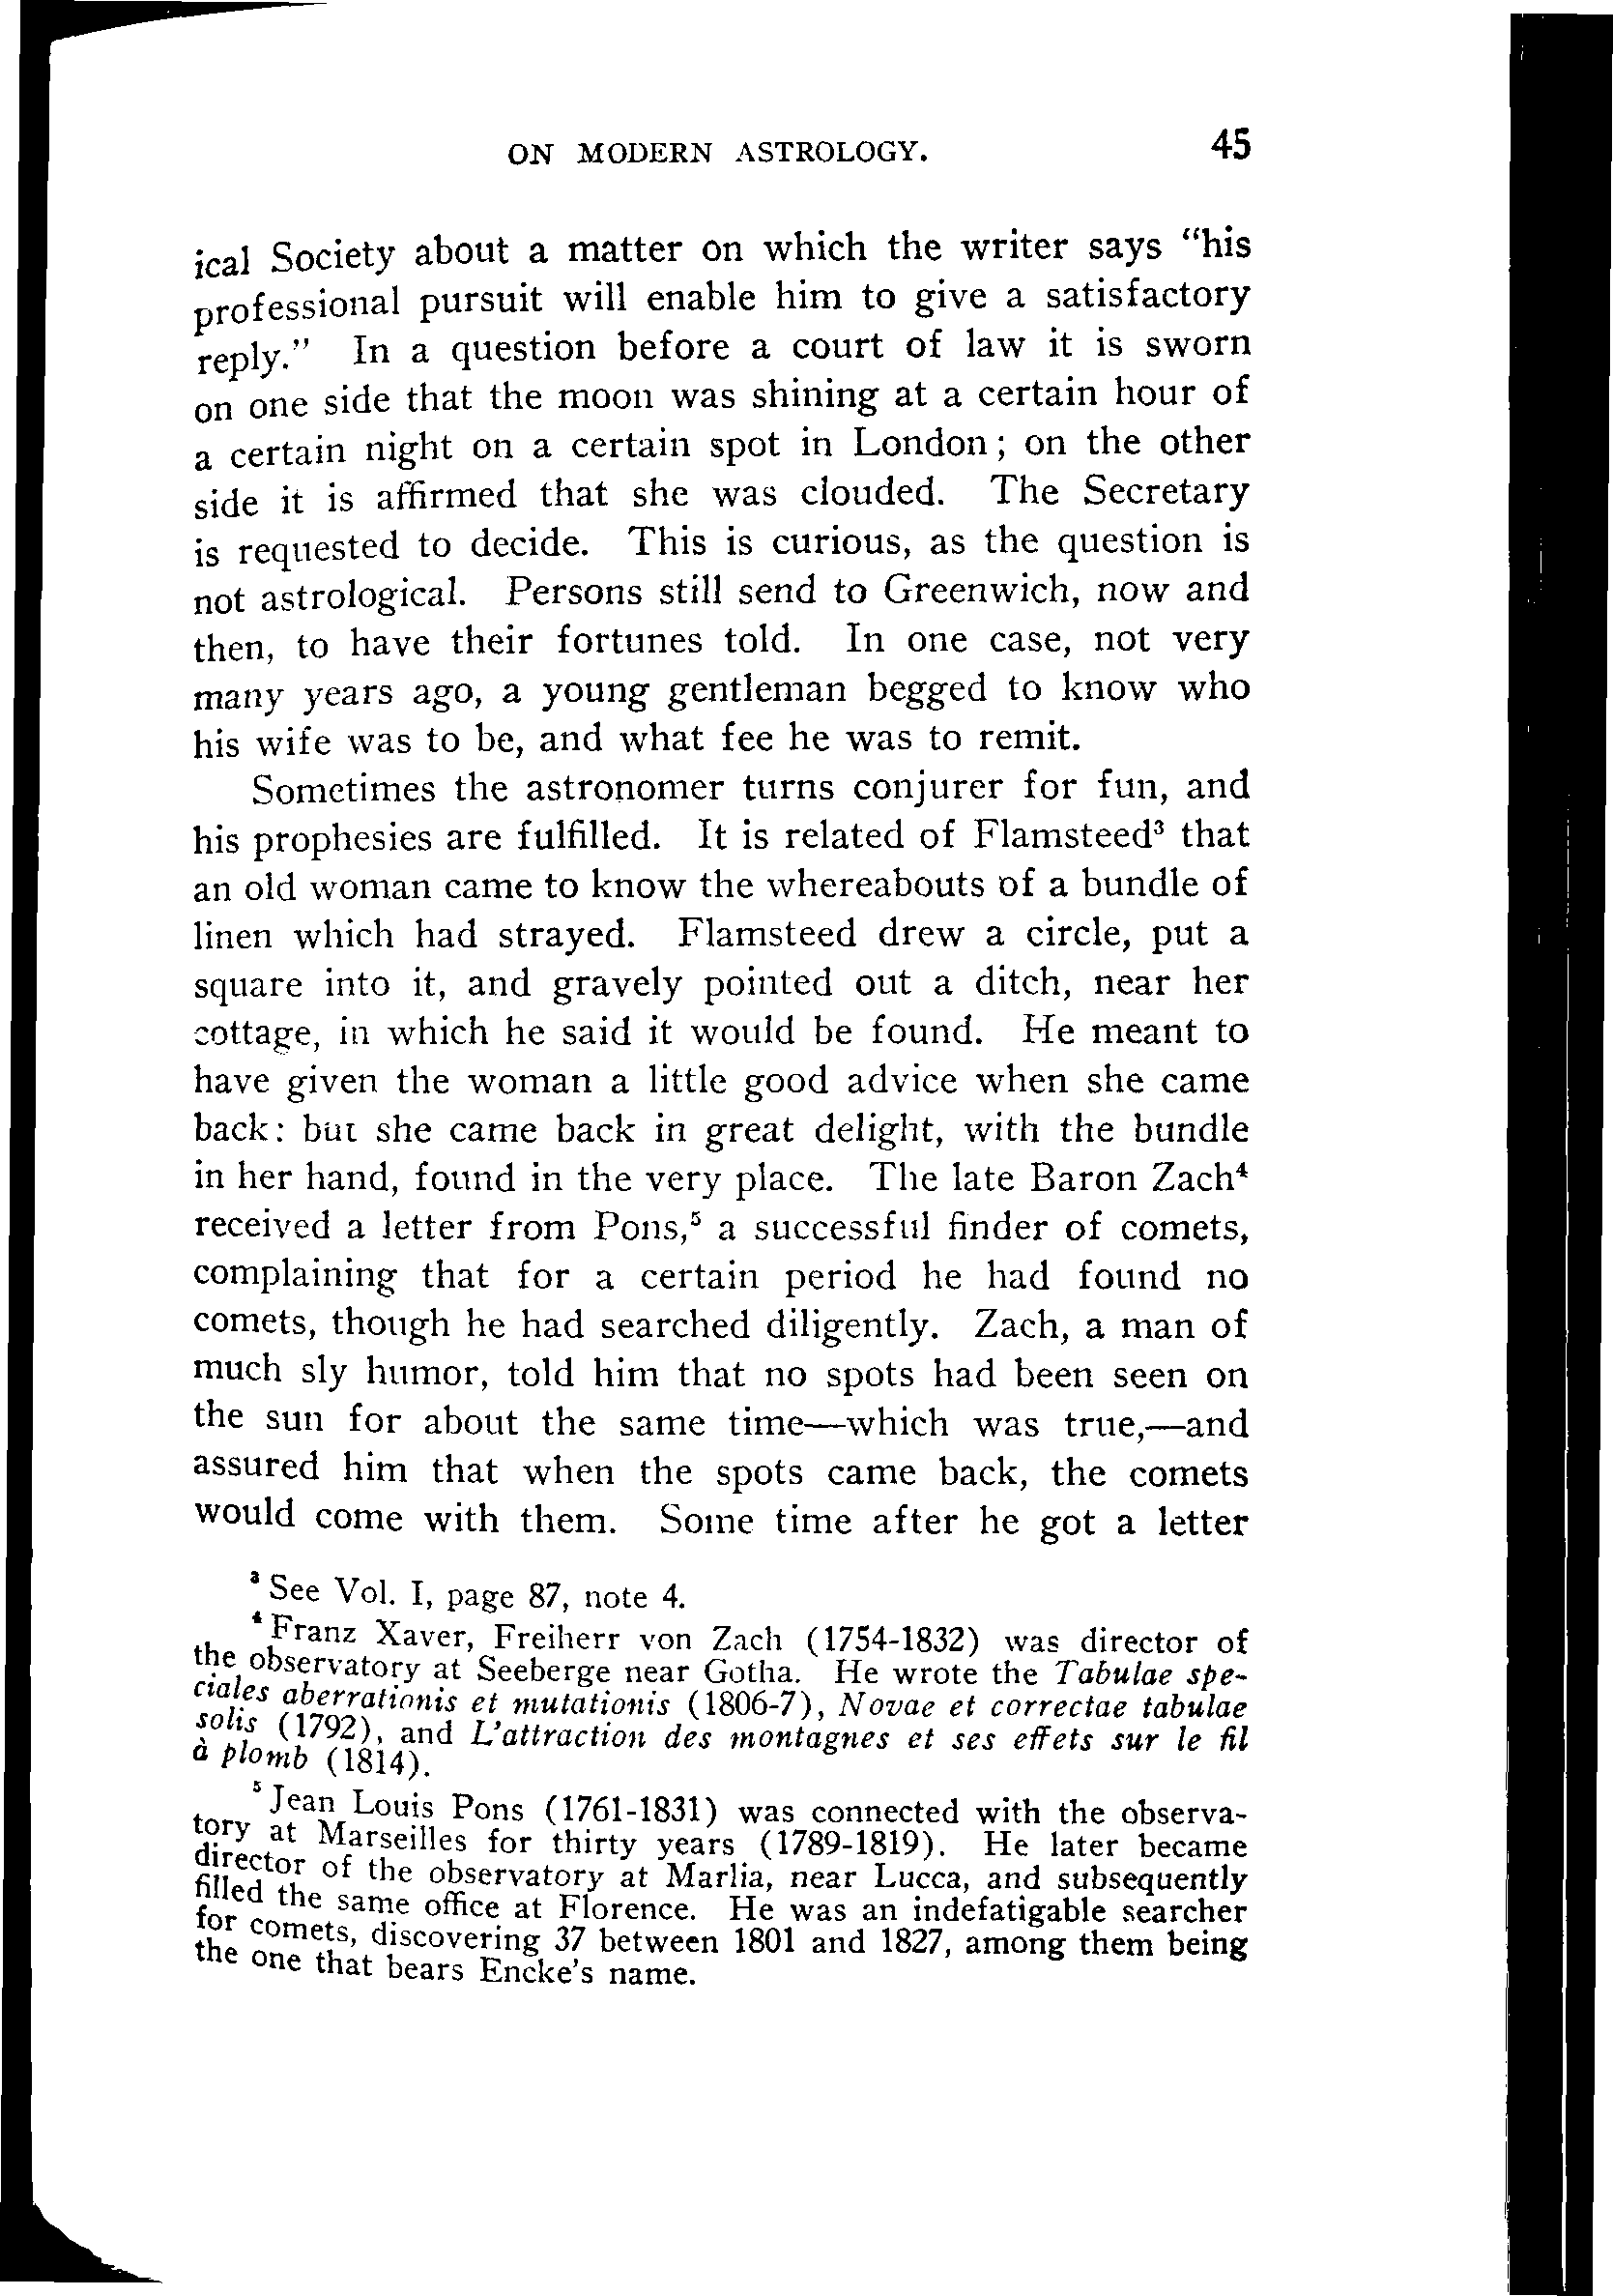 ON MODERN ASTROLOGY. 45
ical Society about a matter on which the writer says “his
professional pursuit will enable him to give a satisfactory
reply.” In a question before a court of law it is sworn
on one side that the moon was shining at a certain hour of
a certain night on a certain spot in London; on the other
side it is affirmed that she was clouded. The Secretary
is requested to decide. This is curious, as the question is
not astrological. Persons still send to Greenwich, now and
then, to have their fortunes told. In one case, not very
many years ago, a young gentleman begged to know who
his wife was to be, and what fee he was to remit.
Sometimes the astronomer turns conjurer for fun, and
his prophesies are fulfilled. It is related of Flamsteed³ that
an old woman came to know the whereabouts of a bundle of
linen which had strayed. Flamsteed drew a circle, put a
square into it, and gravely pointed out a ditch, near her
cottage, in which he said it would be found. He meant to
have given the woman a little good advice when she came
back: but she came back in great delight, with the bundle
in her hand, found in the very place. The late Baron Zach⁴
received a letter from Pons,⁵ a successful finder of comets,
complaining that for a certain period he had found no
comets, though he had searched diligently. Zach, a man of
much sly humor, told him that no spots had been seen on
the sun for about the same time—which was true,—and
assured him that when the spots came back, the comets
would come with them. Some time after he got a letter
³ See Vol. I, page 87, note 4.
⁴ Franz Xaver, Freiherr von Zach (1754-1832) was director of
the observatory at Seeberge near Gotha. He wrote the Tabulae spe-
ciales aberrationis et mutationis (1806-7), Novae et correctae tabulae
solis (1792), and L'attraction des montagnes et ses effets sur le fil
à plomb (1814).
⁵ Jean Louis Pons (1761-1831) was connected with the observa-
tory at Marseilles for thirty years (1789-1819). He later became
director of the observatory at Marlia, near Lucca, and subsequently
filled the same office at Florence. He was an indefatigable searcher
for comets, discovering 37 between 1801 and 1827, among them being
the one that bears Encke's name.